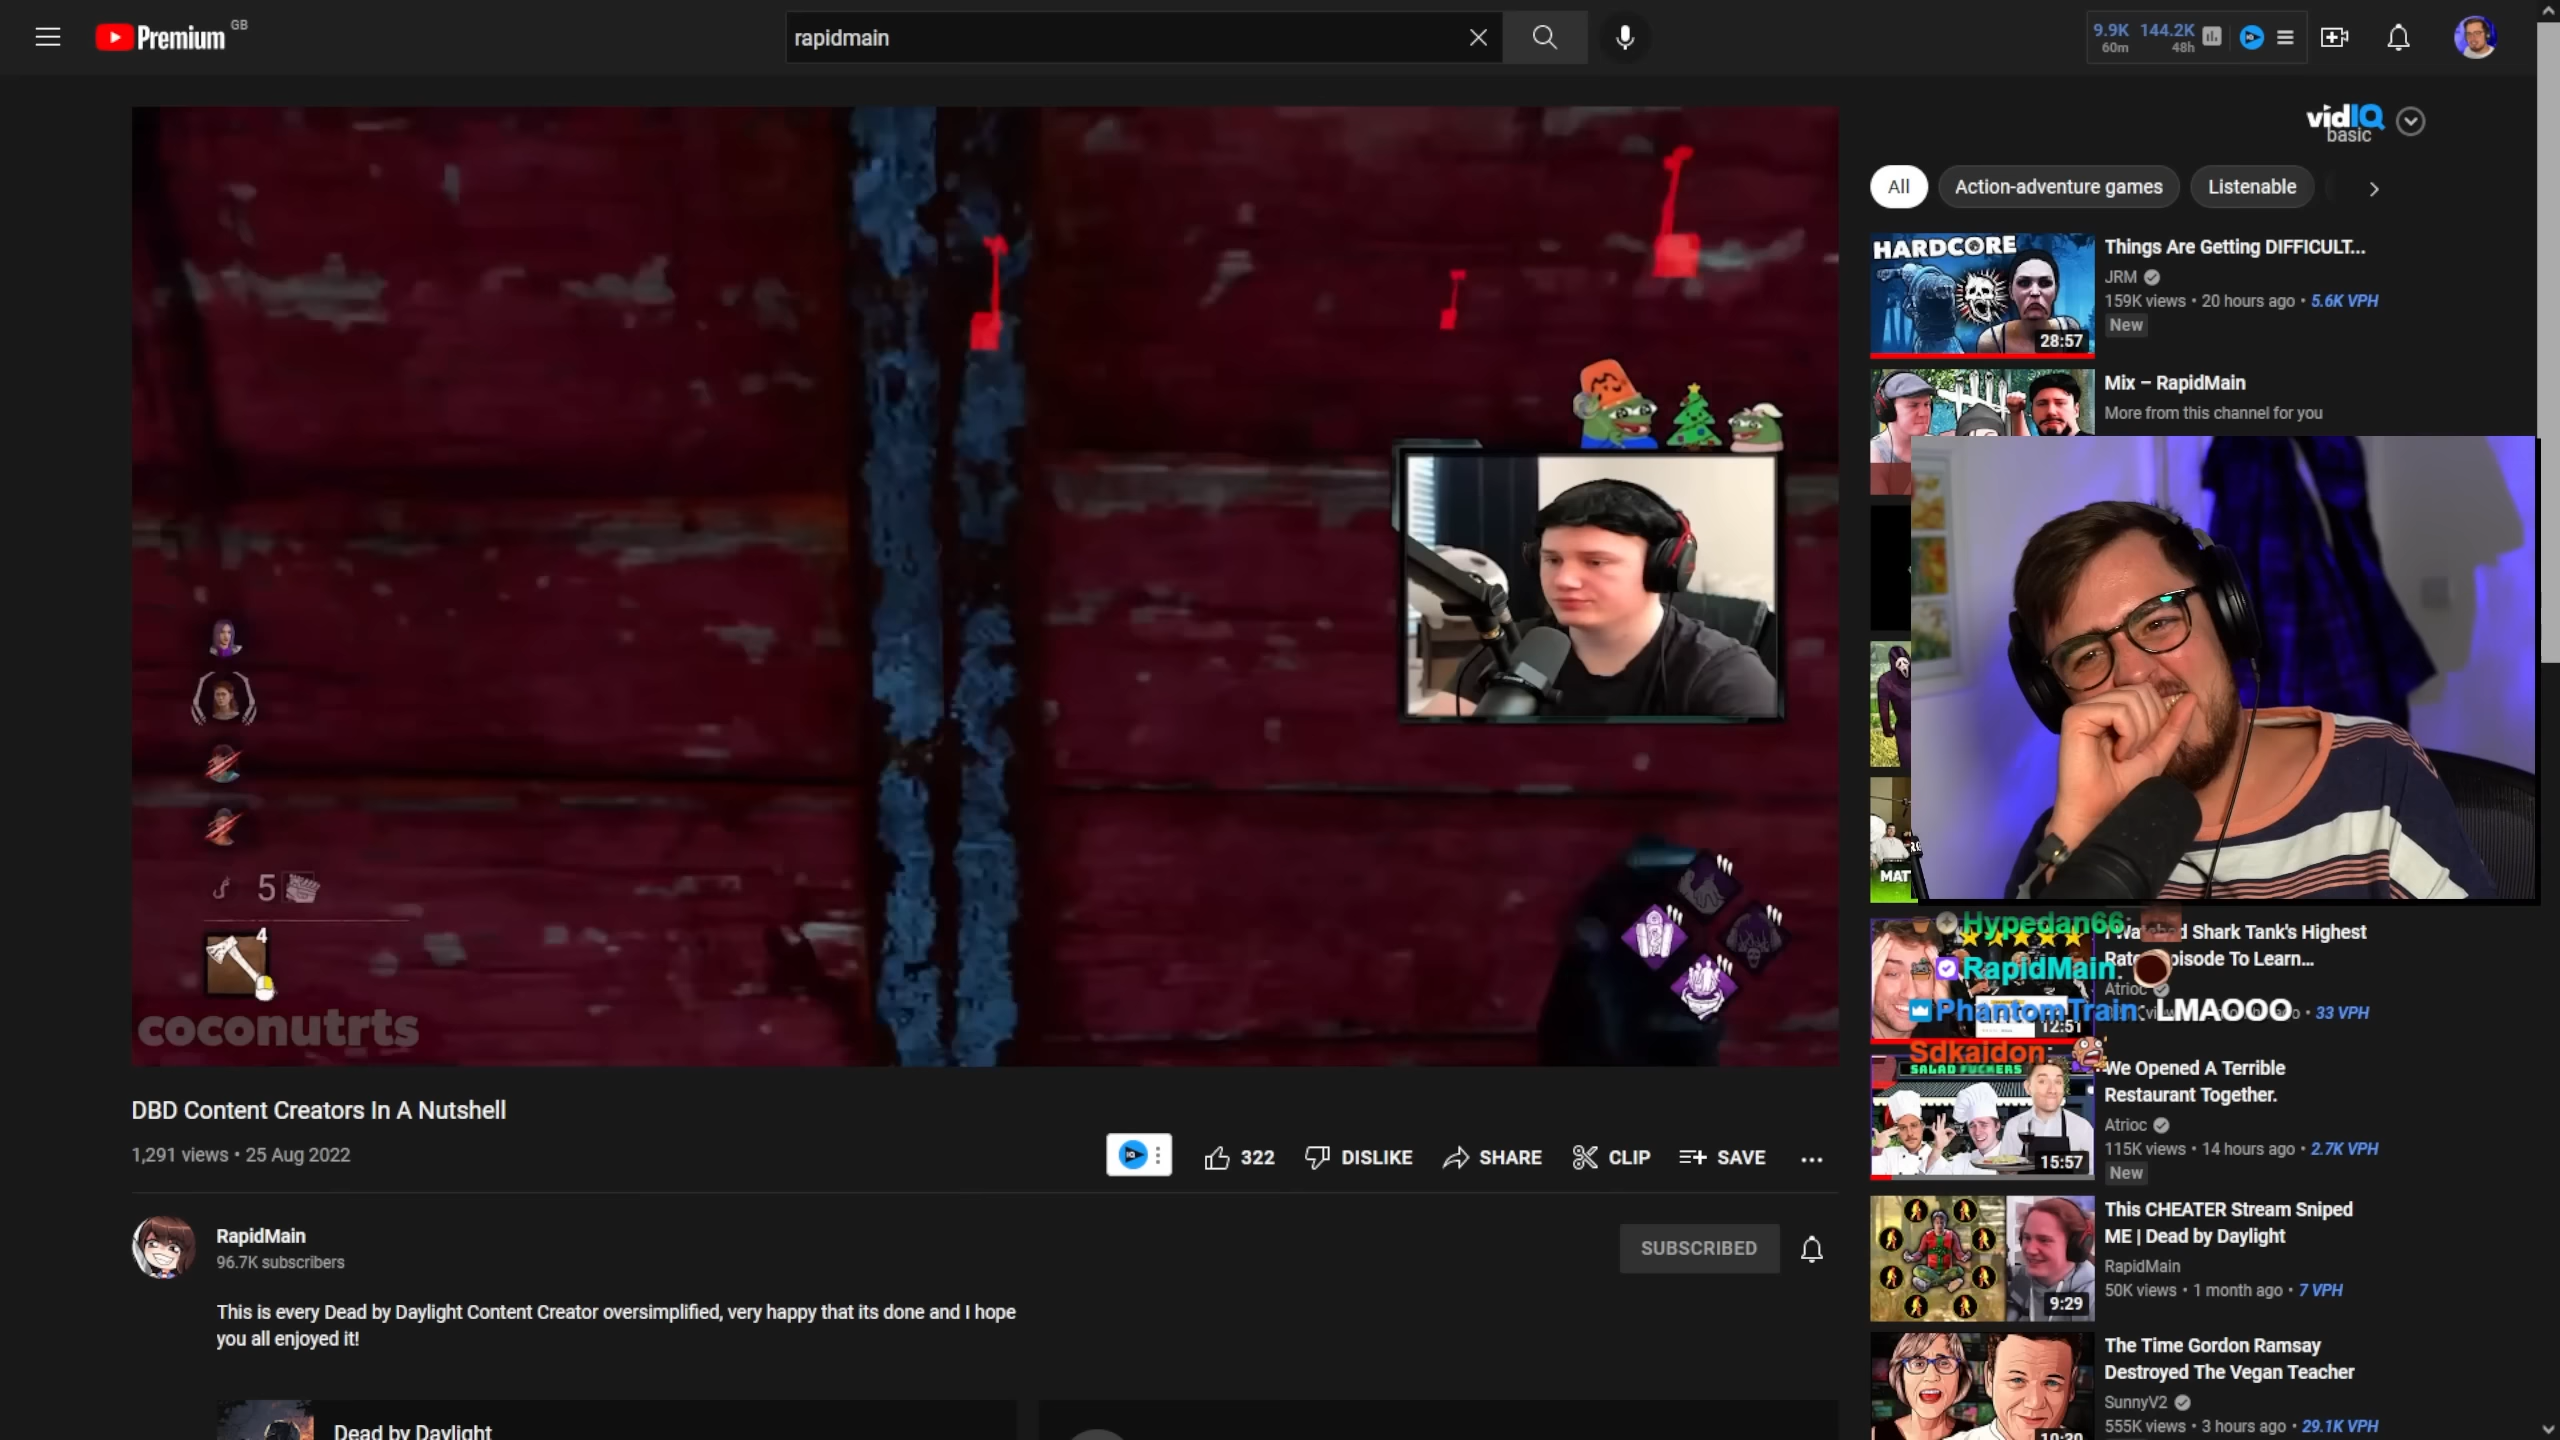 Premium GB
rapidmain
9.9K 144.2K
60m 48h
vidIQ
basic
All
Action-adventure games
Listenable
HARDCORE
28:57
Things Are Getting DIFFICULT...
JRM
159K views • 20 hours ago • 5.6K VPH
New
Mix – RapidMain
More from this channel for you
5
4
coconutrts
MAT
Hypedan66:
RapidMain:
PhantomTrain: LMAOOO
Sdkaidon:
Shark Tank's Highest
To Learn...
Atrioc
33 VPH
12:51
SALAD FUCKERS
15:57
We Opened A Terrible
Restaurant Together.
Atrioc
115K views • 14 hours ago • 2.7K VPH
New
9:29
This CHEATER Stream Sniped
ME | Dead by Daylight
RapidMain
50K views • 1 month ago • 7 VPH
The Time Gordon Ramsay
Destroyed The Vegan Teacher
SunnyV2
555K views • 3 hours ago • 29.1K VPH
DBD Content Creators In A Nutshell
1,291 views • 25 Aug 2022
322
DISLIKE
SHARE
CLIP
SAVE
RapidMain
96.7K subscribers
SUBSCRIBED
This is every Dead by Daylight Content Creator oversimplified, very happy that its done and I hope
you all enjoyed it!
Dead by Daylight